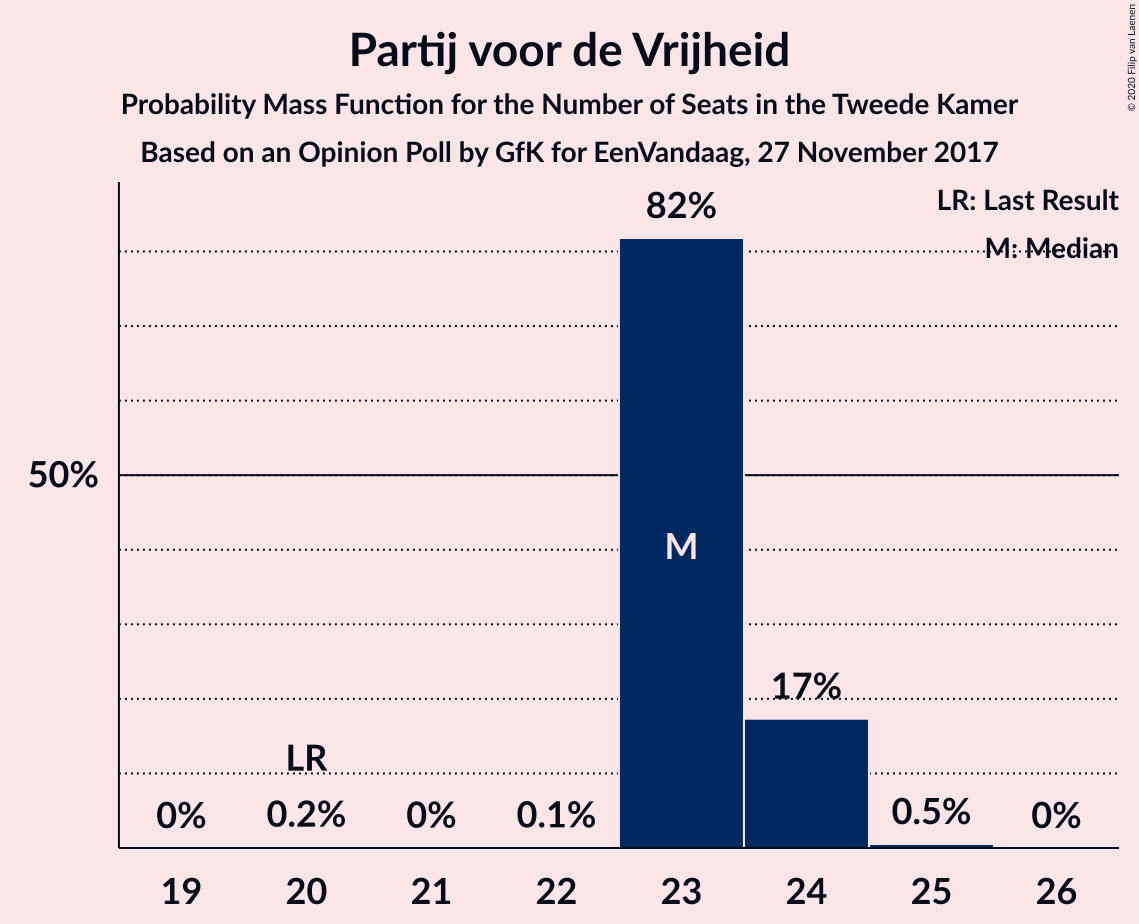 Partij voor de Vrijheid
Probability Mass Function for the Number of Seats in the Tweede Kamer
Based on an Opinion Poll by GfK for EenVandaag, 27 November 2017
© 2020 Filip van Laenen
LR: Last Result
M: Median
82%
50%
M
17%
LR
0%
0.2%
0%
0.1%
0.5%
0%
19
20
21
22
23
24
25
26